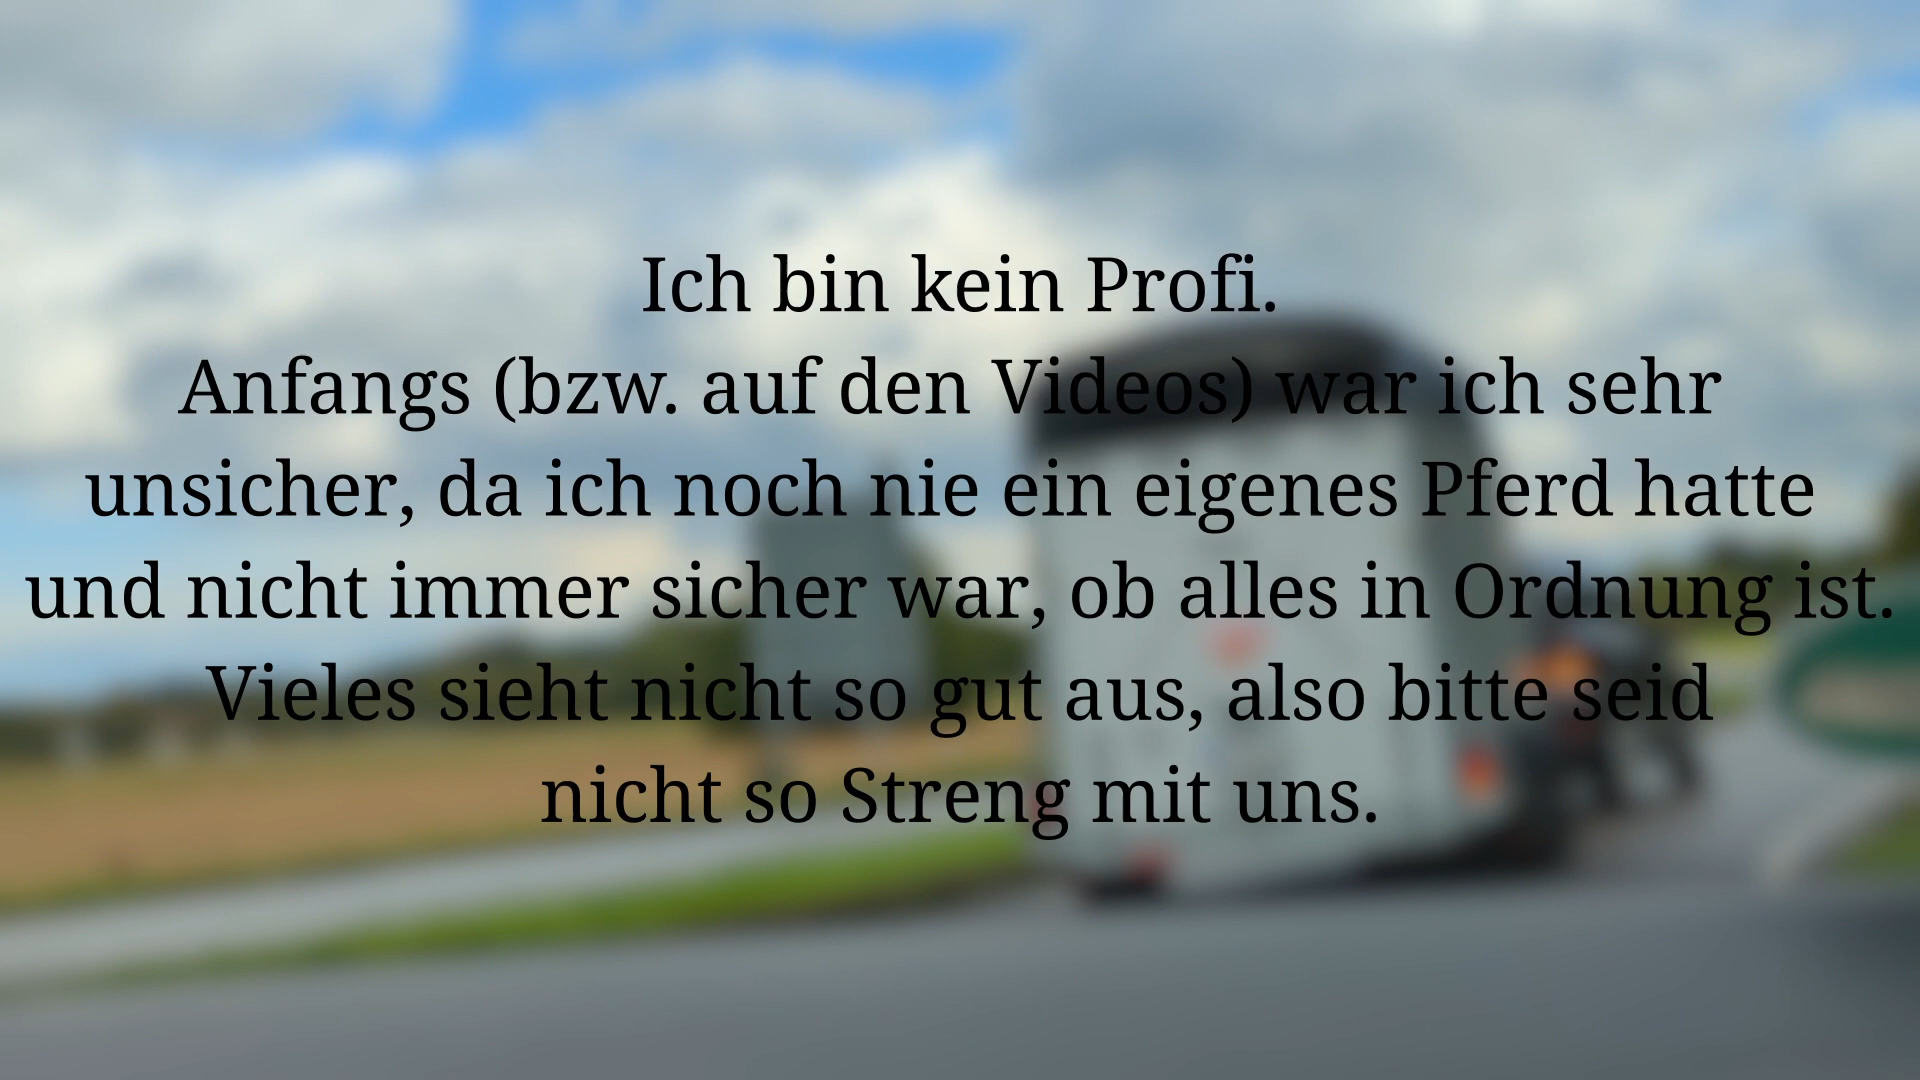 Ich bin kein Profi.
Anfangs (bzw. auf den Videos) war ich sehr
unsicher, da ich noch nie ein eigenes Pferd hatte
und nicht immer sicher war, ob alles in Ordnung ist.
Vieles sieht nicht so gut aus, also bitte seid
nicht so Streng mit uns.